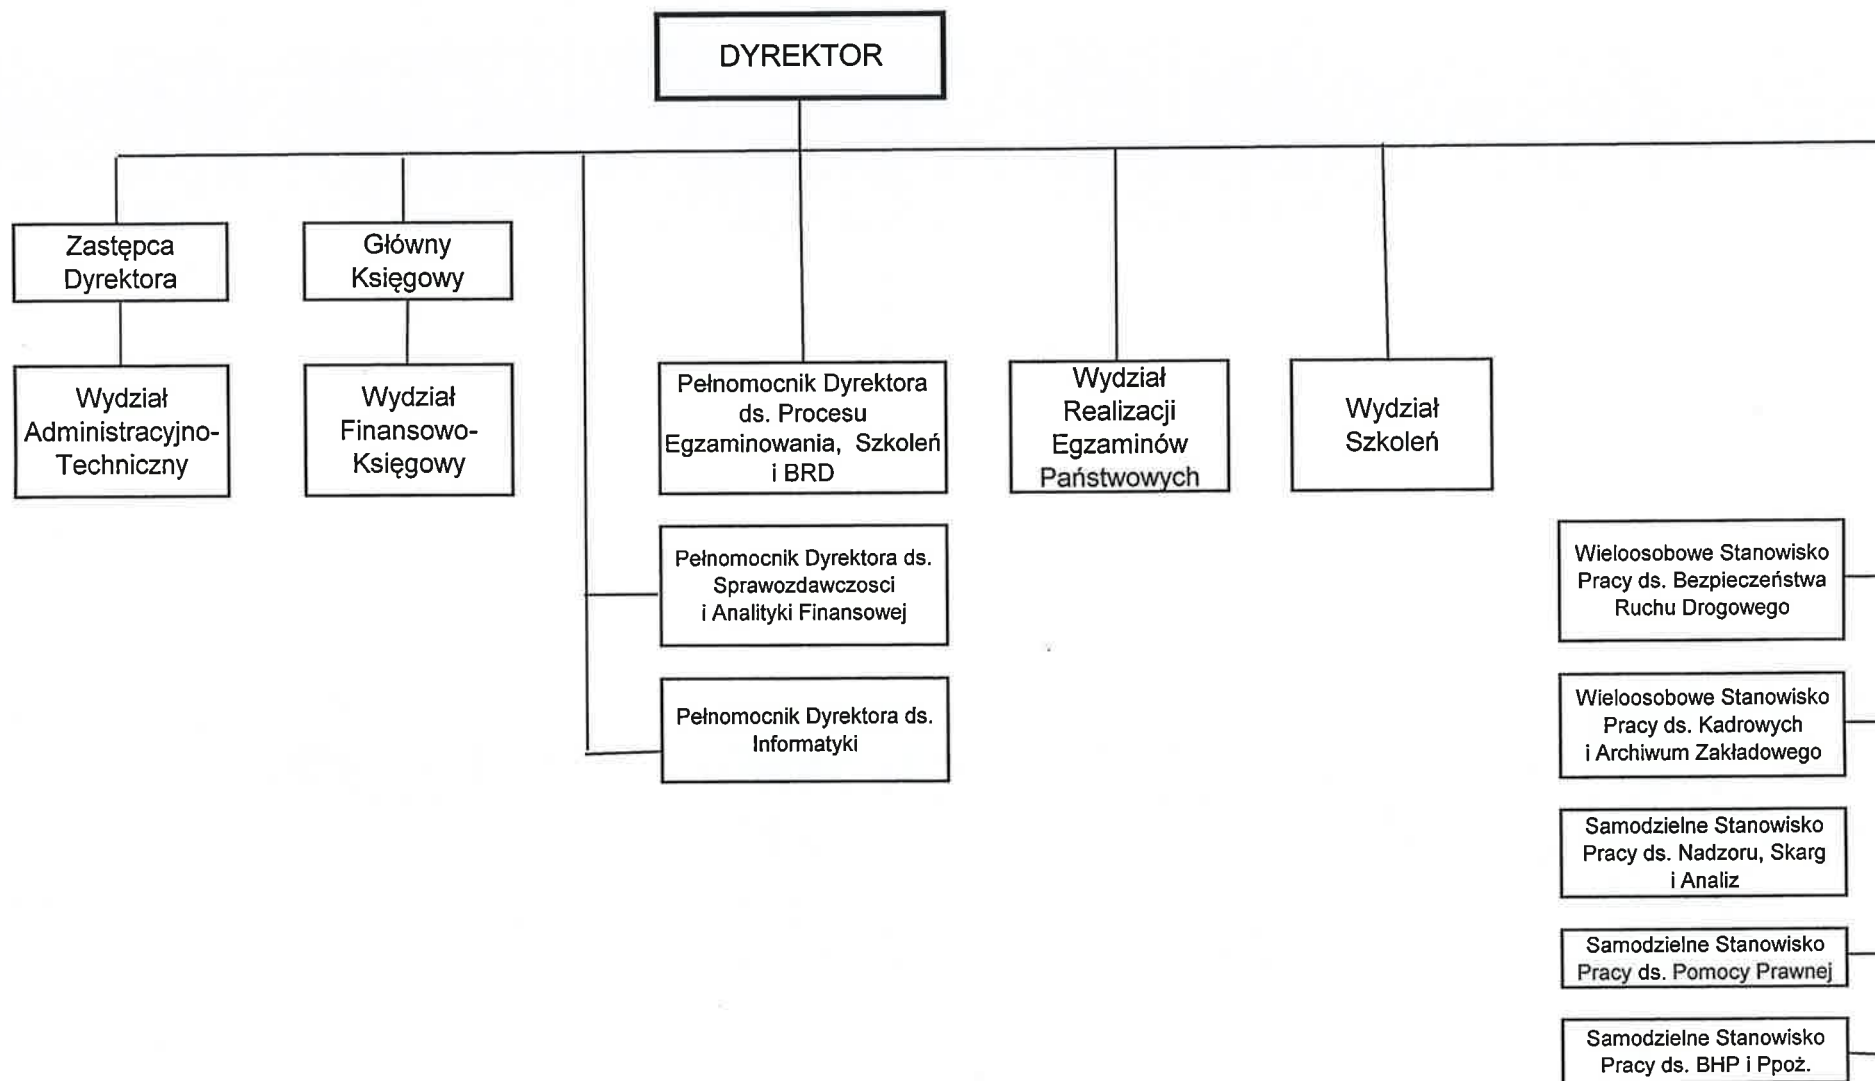 DYREKTOR
Zastępca
Dyrektora
Główny
Księgowy
Wydział
Administracyjno-
Techniczny
Wydział
Finansowo-
Księgowy
Pełnomocnik Dyrektora
ds. Procesu
Egzaminowania, Szkoleń
i BRD
Wydział
Realizacji
Egzaminów
Państwowych
Wydział
Szkoleń
Pełnomocnik Dyrektora ds.
Sprawozdawczosci
i Analityki Finansowej
Pełnomocnik Dyrektora ds.
Informatyki
Wieloosobowe Stanowisko
Pracy ds. Bezpieczeństwa
Ruchu Drogowego
Wieloosobowe Stanowisko
Pracy ds. Kadrowych
i Archiwum Zakładowego
Samodzielne Stanowisko
Pracy ds. Nadzoru, Skarg
i Analiz
Samodzielne Stanowisko
Pracy ds. Pomocy Prawnej
Samodzielne Stanowisko
Pracy ds. BHP i Ppoż.